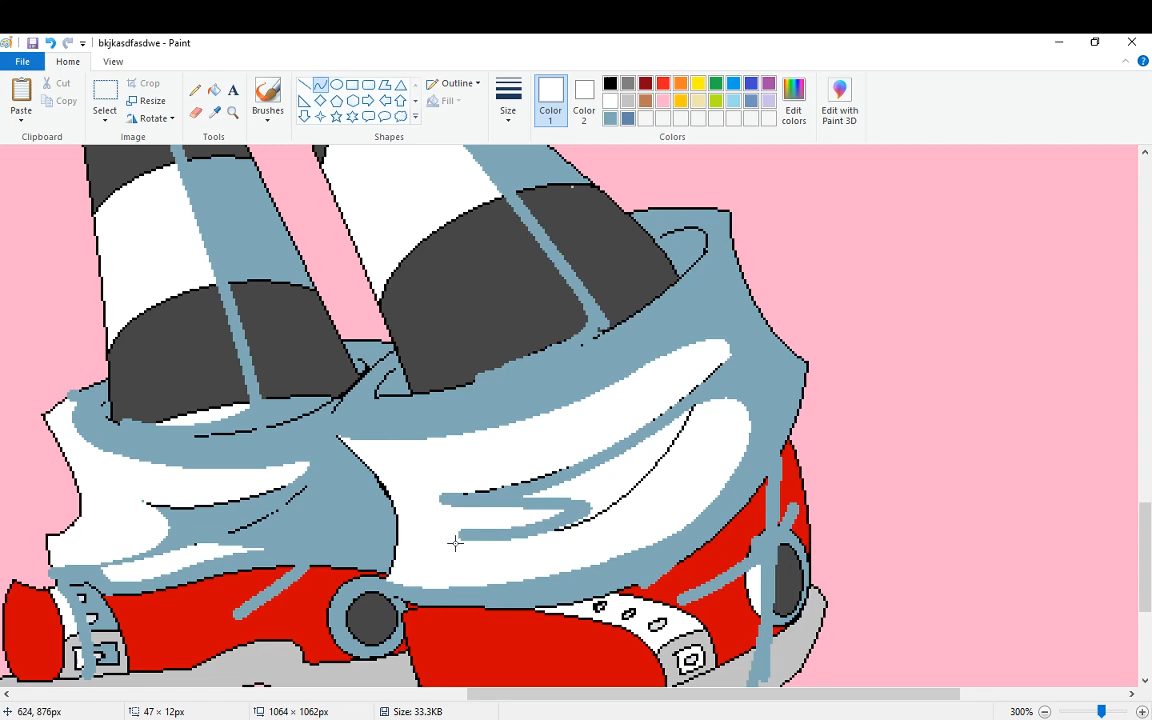 bkjkasdfasdwe - Paint
File Home View
Paste Cut Copy Clipboard
Select Crop Resize Rotate Image
Tools
Brushes
Outline Fill Shapes
Size
Color 1 Color 2 Edit colors Colors
Edit with Paint 3D
624, 876px 47 × 12px 1064 × 1062px Size: 33.3KB 300%